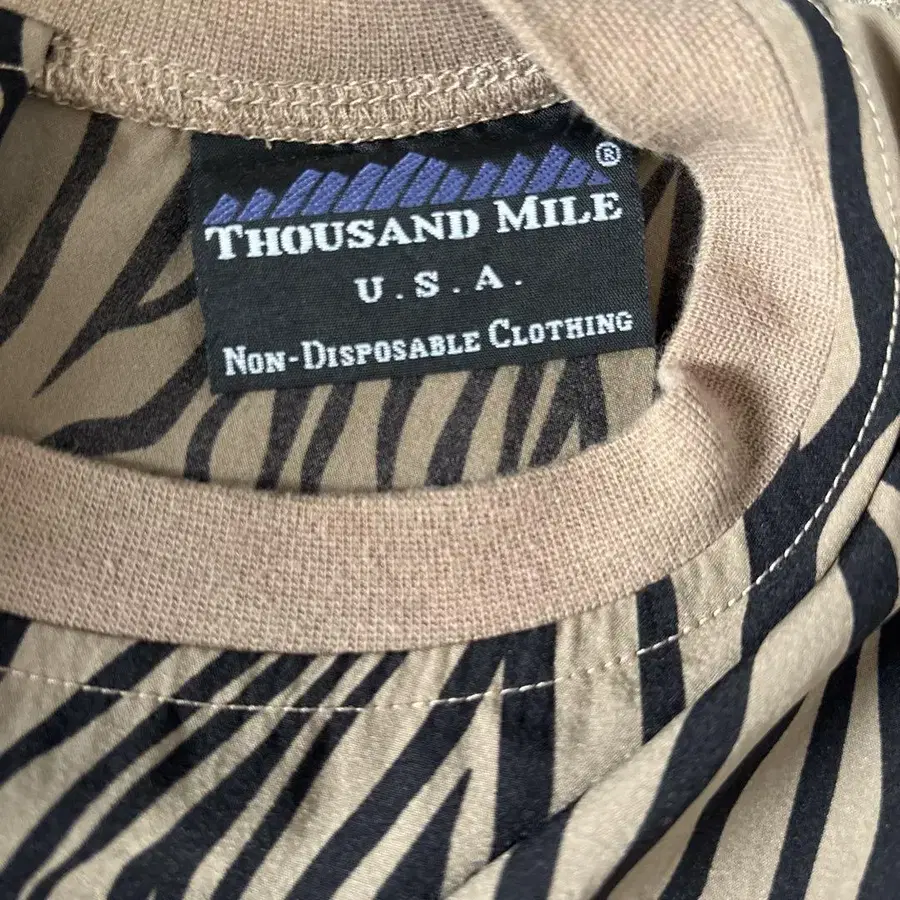 ®
THOUSAND MILE
U.S.A.
NON-DISPOSABLE CLOTHING